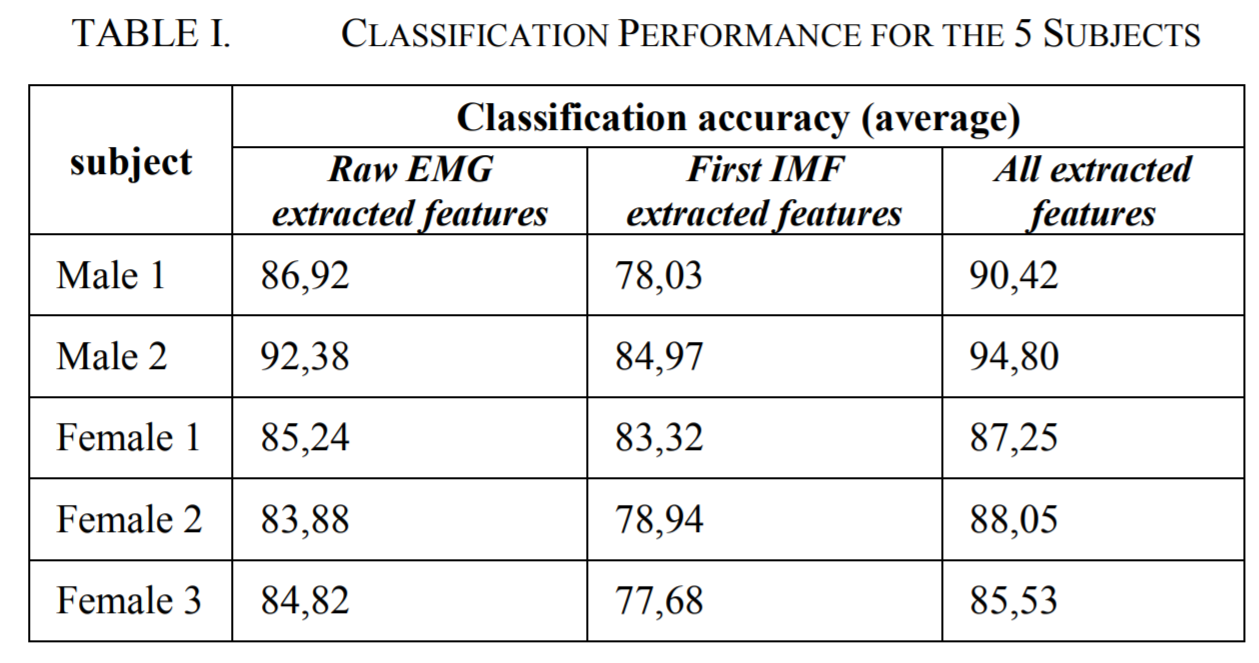 TABLE I. CLASSIFICATION PERFORMANCE FOR THE 5 SUBJECTS
subject
Classification accuracy (average)
Raw EMG
extracted features
First IMF
extracted features
All extracted
features
Male 1 86,92 78,03 90,42
Male 2 92,38 84,97 94,80
Female 1 85,24 83,32 87,25
Female 2 83,88 78,94 88,05
Female 3 84,82 77,68 85,53